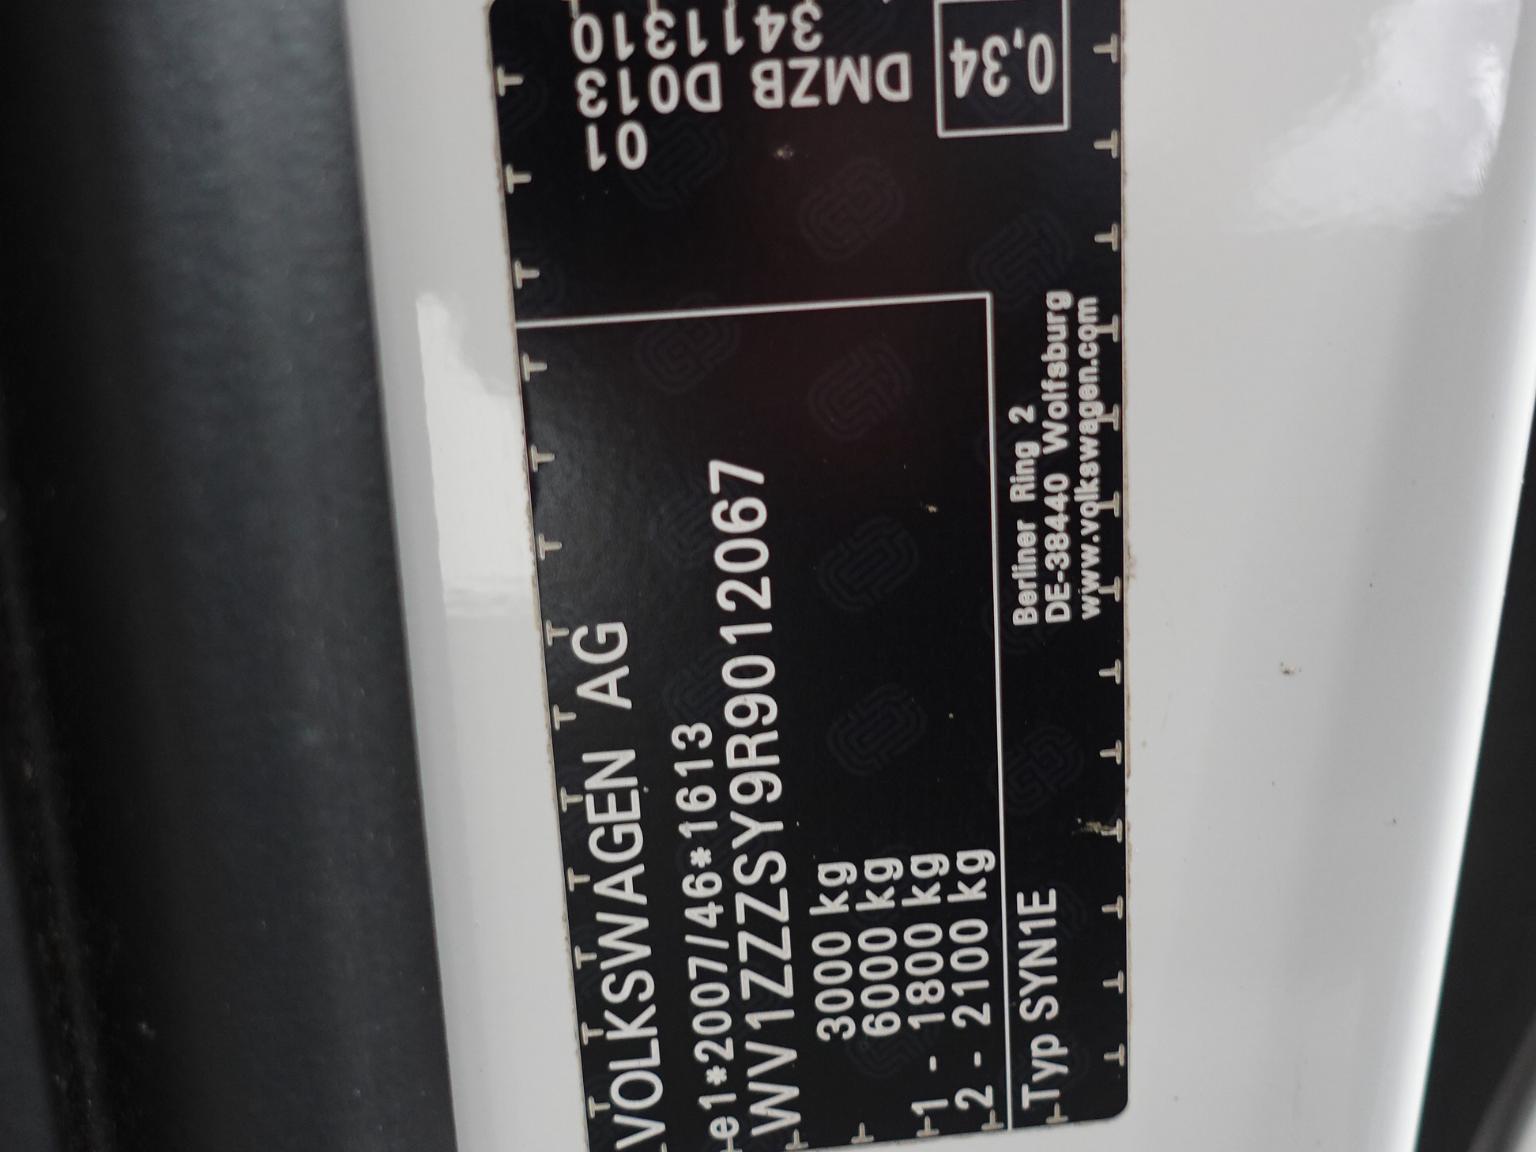 VOLKSWAGEN AG
e1*2007/46*1613
WV1ZZZSY9R9012067
3000 kg
6000 kg
1 - 1800 kg
2 - 2100 kg
Typ SYN1E
Berliner Ring 2
DE-38440 Wolfsburg
www.volkswagen.com
0,34
DMZB D013 01
3411310